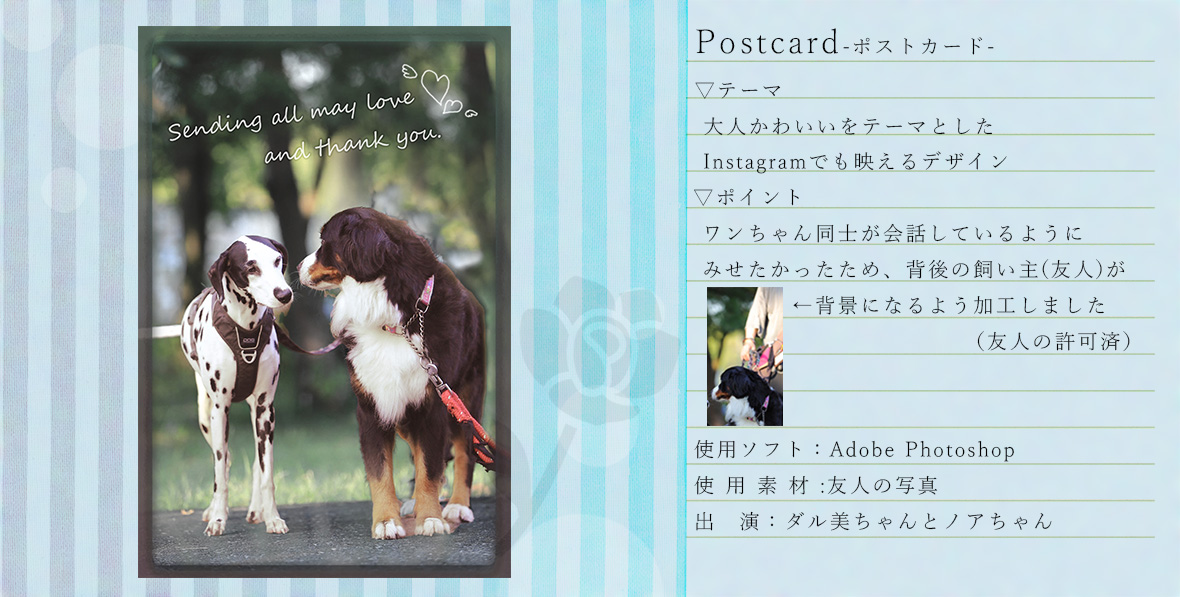 Sending all may love
and thank you.
Postcard-ポストカード-
▽テーマ
大人かわいいをテーマとした
Instagramでも映えるデザイン
▽ポイント
ワンちゃん同士が会話しているように
みせたかったため、背後の飼い主(友人)が
←背景になるよう加工しました
(友人の許可済)
使用ソフト：Adobe Photoshop
使 用 素 材 :友人の写真
出　演：ダル美ちゃんとノアちゃん